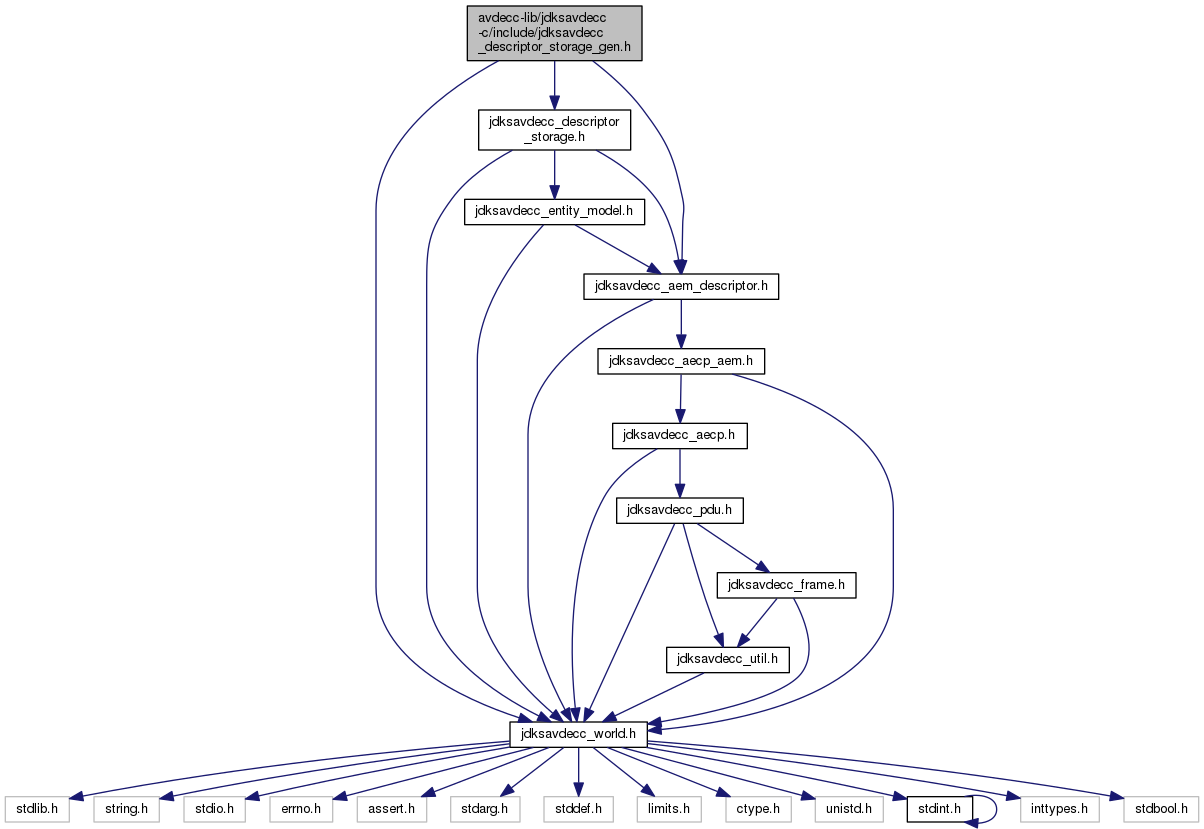 avdecc-lib/jdksavdecc
-c/include/jdksavdecc
_descriptor_storage_gen.h
jdksavdecc_descriptor
_storage.h
jdksavdecc_entity_model.h
jdksavdecc_aem_descriptor.h
jdksavdecc_aecp_aem.h
jdksavdecc_aecp.h
jdksavdecc_pdu.h
jdksavdecc_frame.h
jdksavdecc_util.h
jdksavdecc_world.h
stdlib.h
string.h
stdio.h
errno.h
assert.h
stdarg.h
stddef.h
limits.h
ctype.h
unistd.h
stdint.h
inttypes.h
stdbool.h